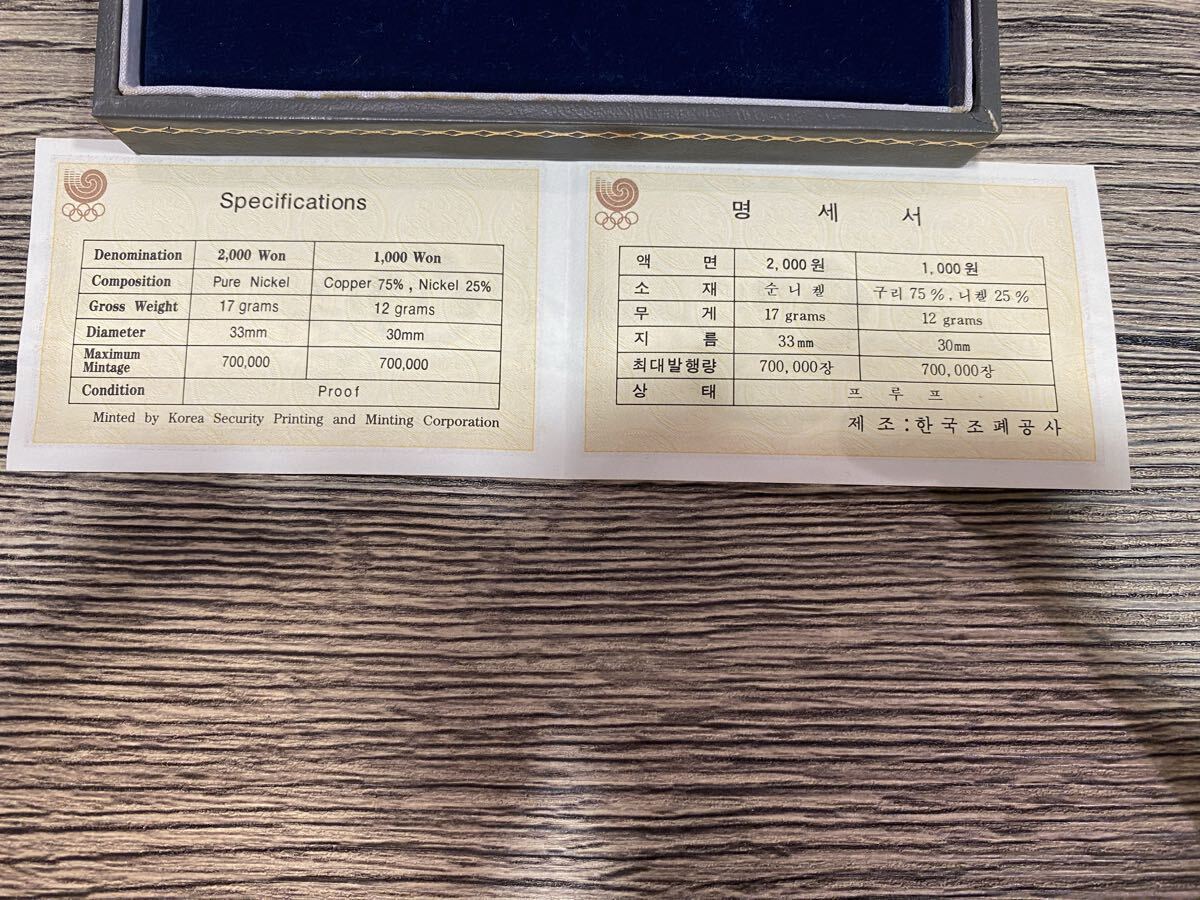 Specifications
Denomination 2,000 Won 1,000 Won
Composition Pure Nickel Copper 75%, Nickel 25%
Gross Weight 17 grams 12 grams
Diameter 33mm 30mm
Maximum Mintage 700,000 700,000
Condition Proof
Minted by Korea Security Printing and Minting Corporation
명 세 서
액 면 2,000원 1,000원
소 재 순 니켈 구리 75%, 니켈 25%
무 게 17 grams 12 grams
지 름 33mm 30mm
최대발행량 700,000장 700,000장
상 태 프 루 프
제 조 : 한국조폐공사